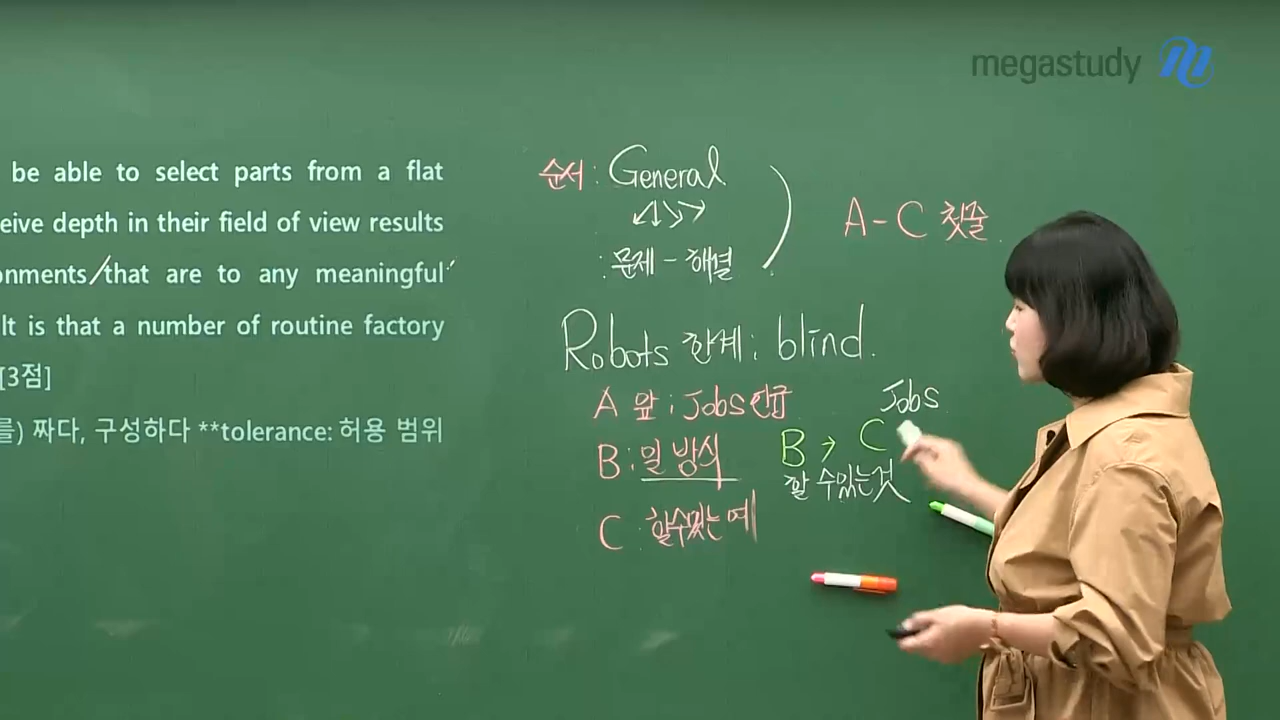 megastudy
be able to select parts from a flat
eive depth in their field of view results
onments/that are to any meaningful
lt is that a number of routine factory
[3점]
를) 짜다, 구성하다 **tolerance: 허용 범위
순서: General
: 문제 - 해결
A - C 첫줄
Robots 한계: blind.
A 앞: Jobs 언급
B: 일 방식
C: 할 수 있는 예
Jobs
B → C
할 수 있는 것